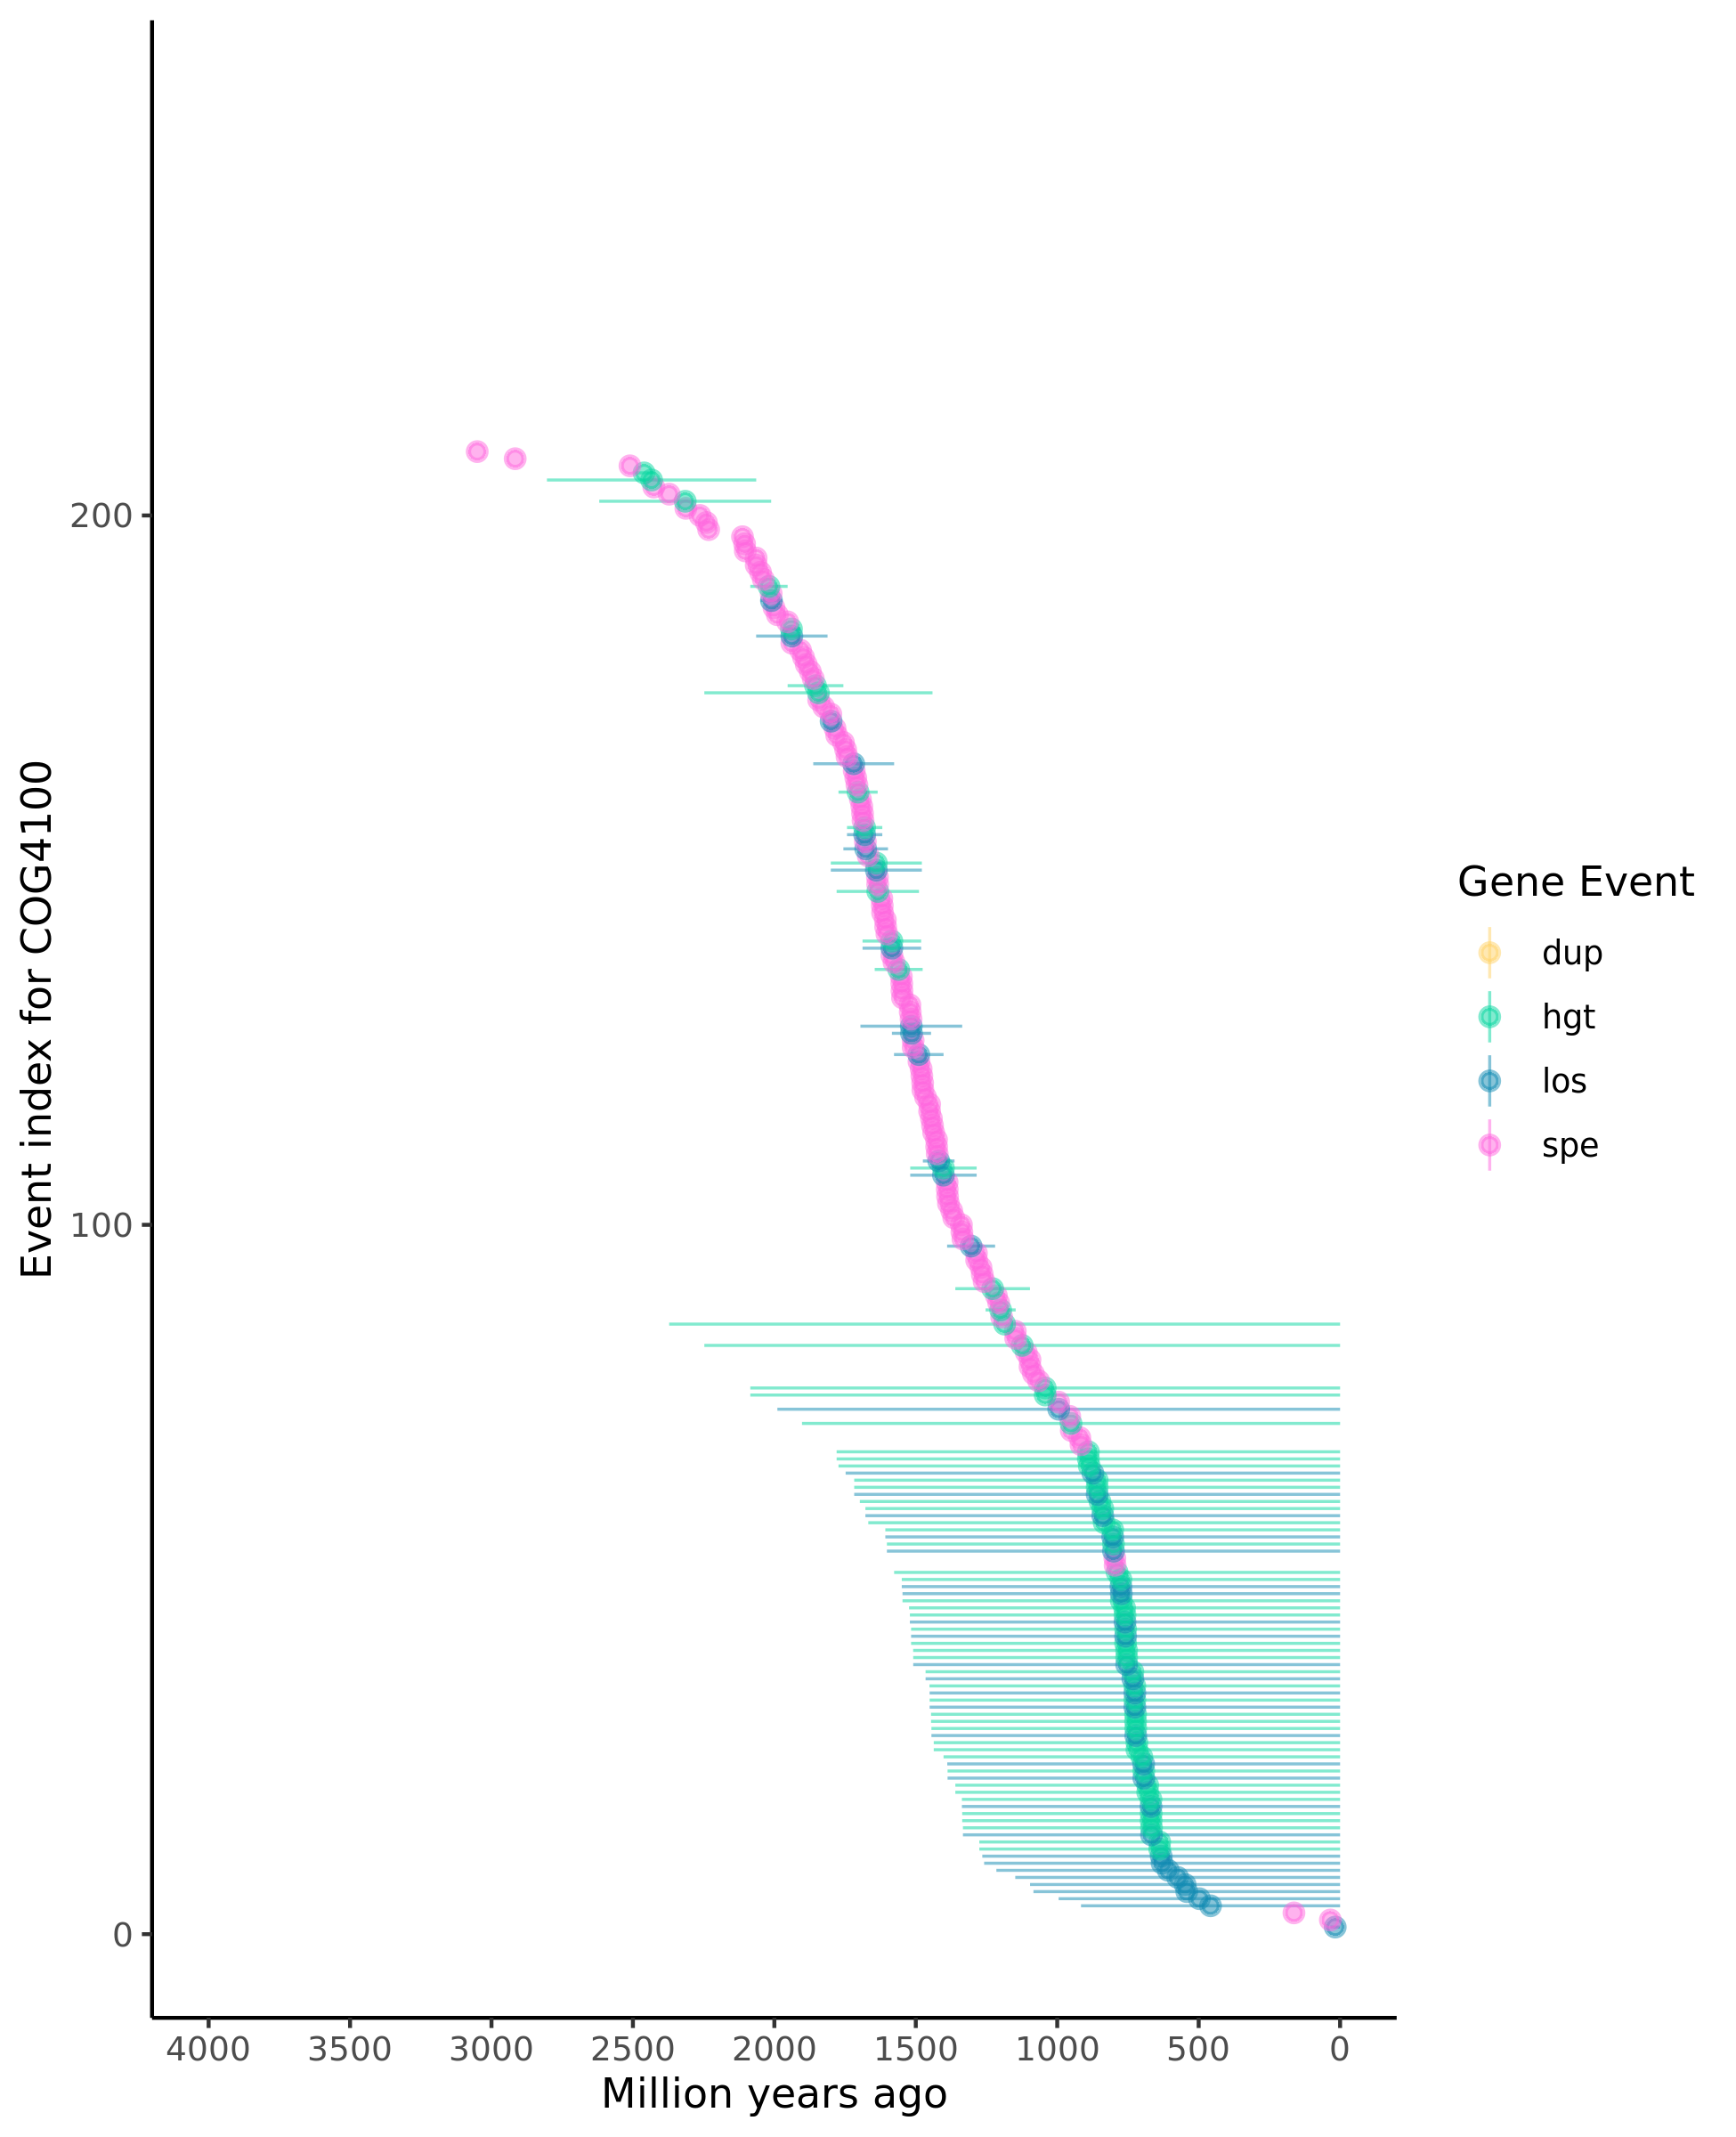 Event index for COG4100
200
100
0
4000 3500 3000 2500 2000 1500 1000 500 0
Million years ago
Gene Event
dup
hgt
los
spe